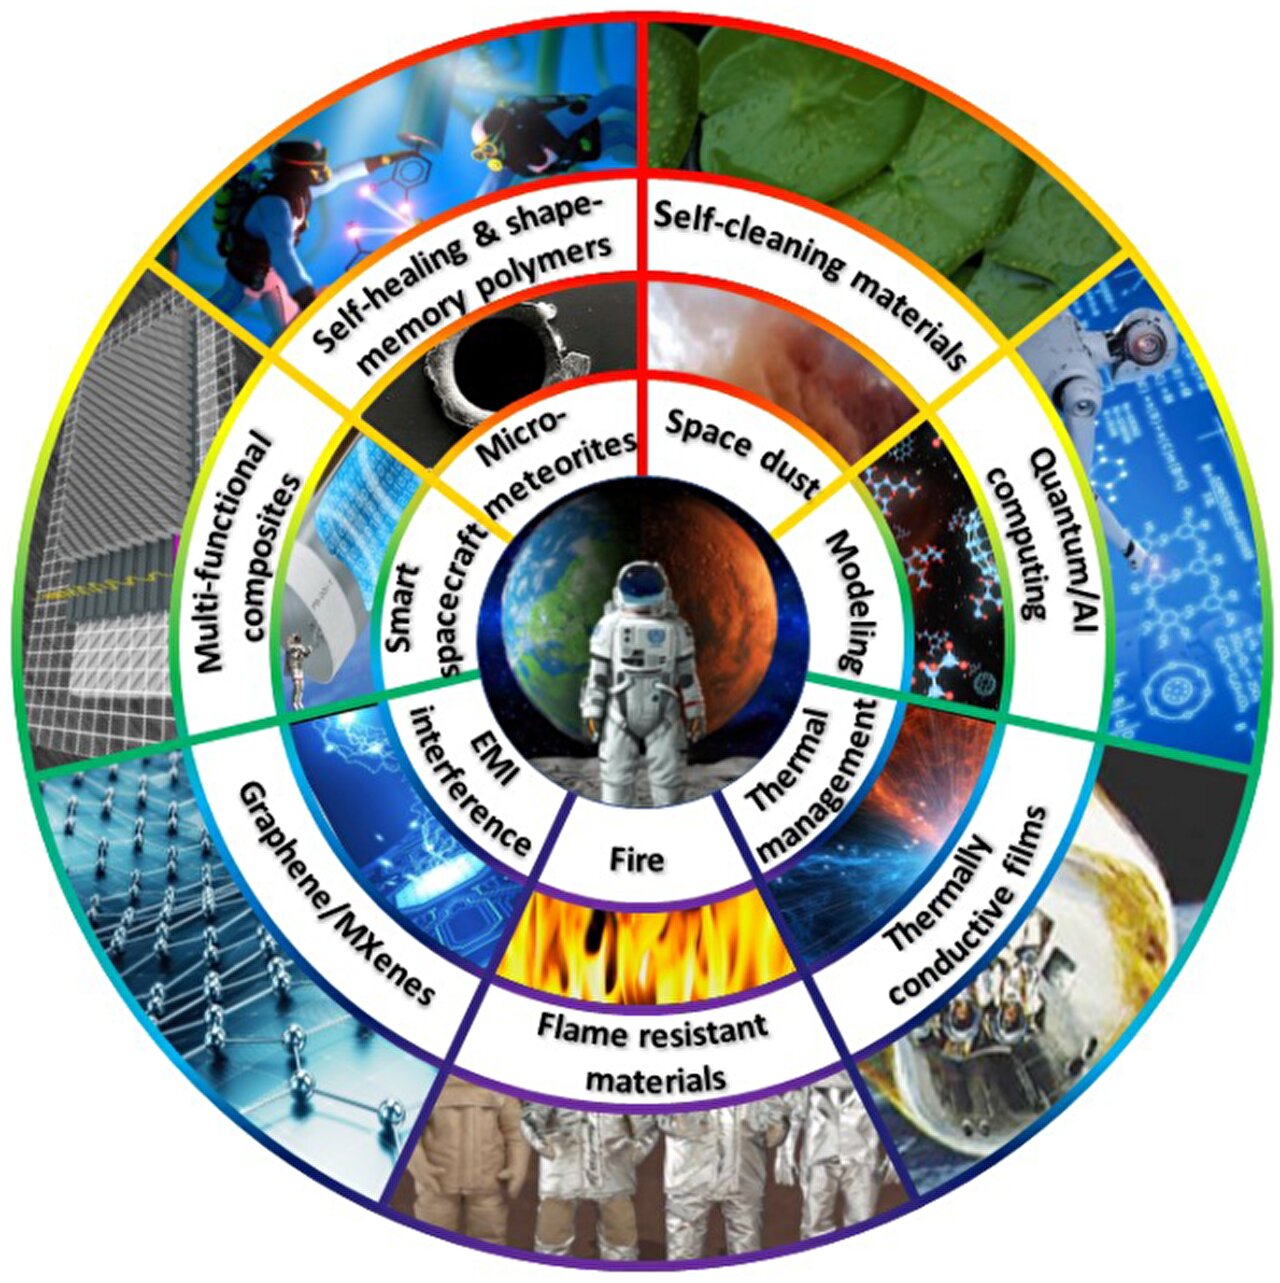 Self-healing & shape-
memory polymers
Self-cleaning materials
Micro-
meteorites
Space dust
Multi-functional
composites
Smart
spacecraft
Modeling
Quantum/AI
computing
EMI
interference
Thermal
management
Graphene/MXenes
Fire
Thermally
conductive films
Flame resistant
materials